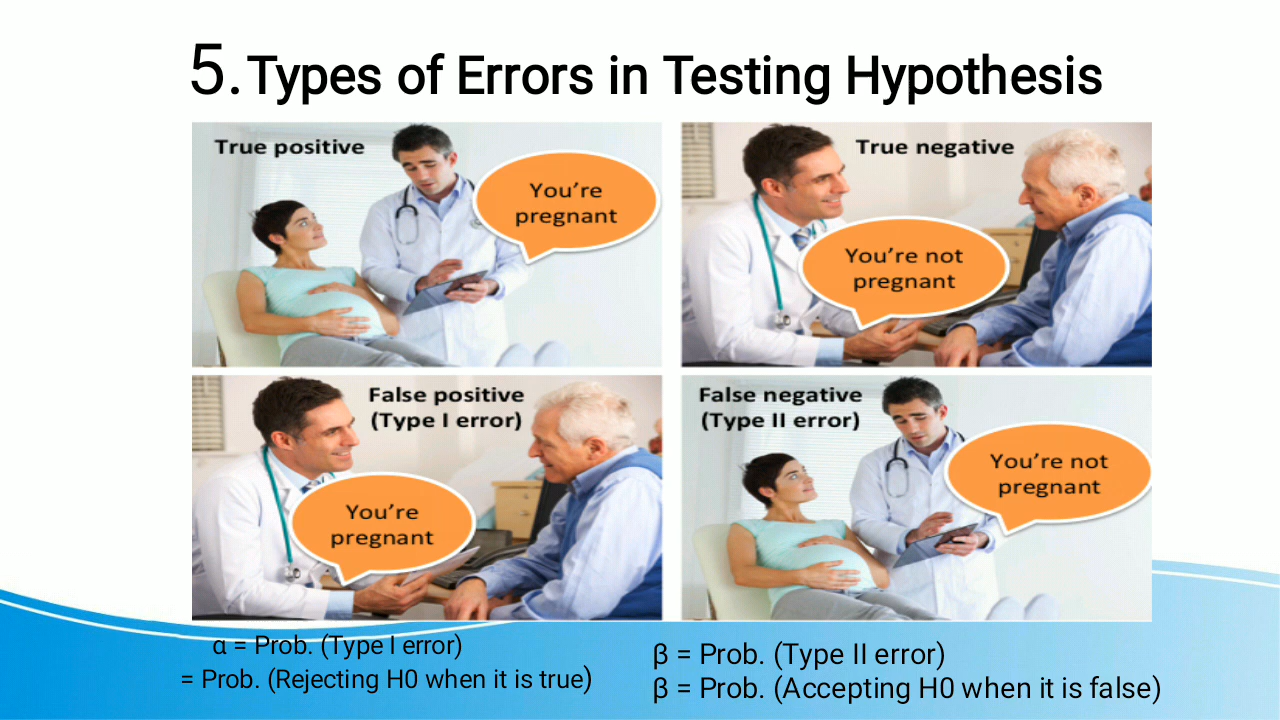 5.Types of Errors in Testing Hypothesis
True positive
You're
pregnant
True negative
You're not
pregnant
False positive
(Type I error)
You're
pregnant
False negative
(Type II error)
You're not
pregnant
α = Prob. (Type I error)
= Prob. (Rejecting H0 when it is true)
β = Prob. (Type II error)
β = Prob. (Accepting H0 when it is false)